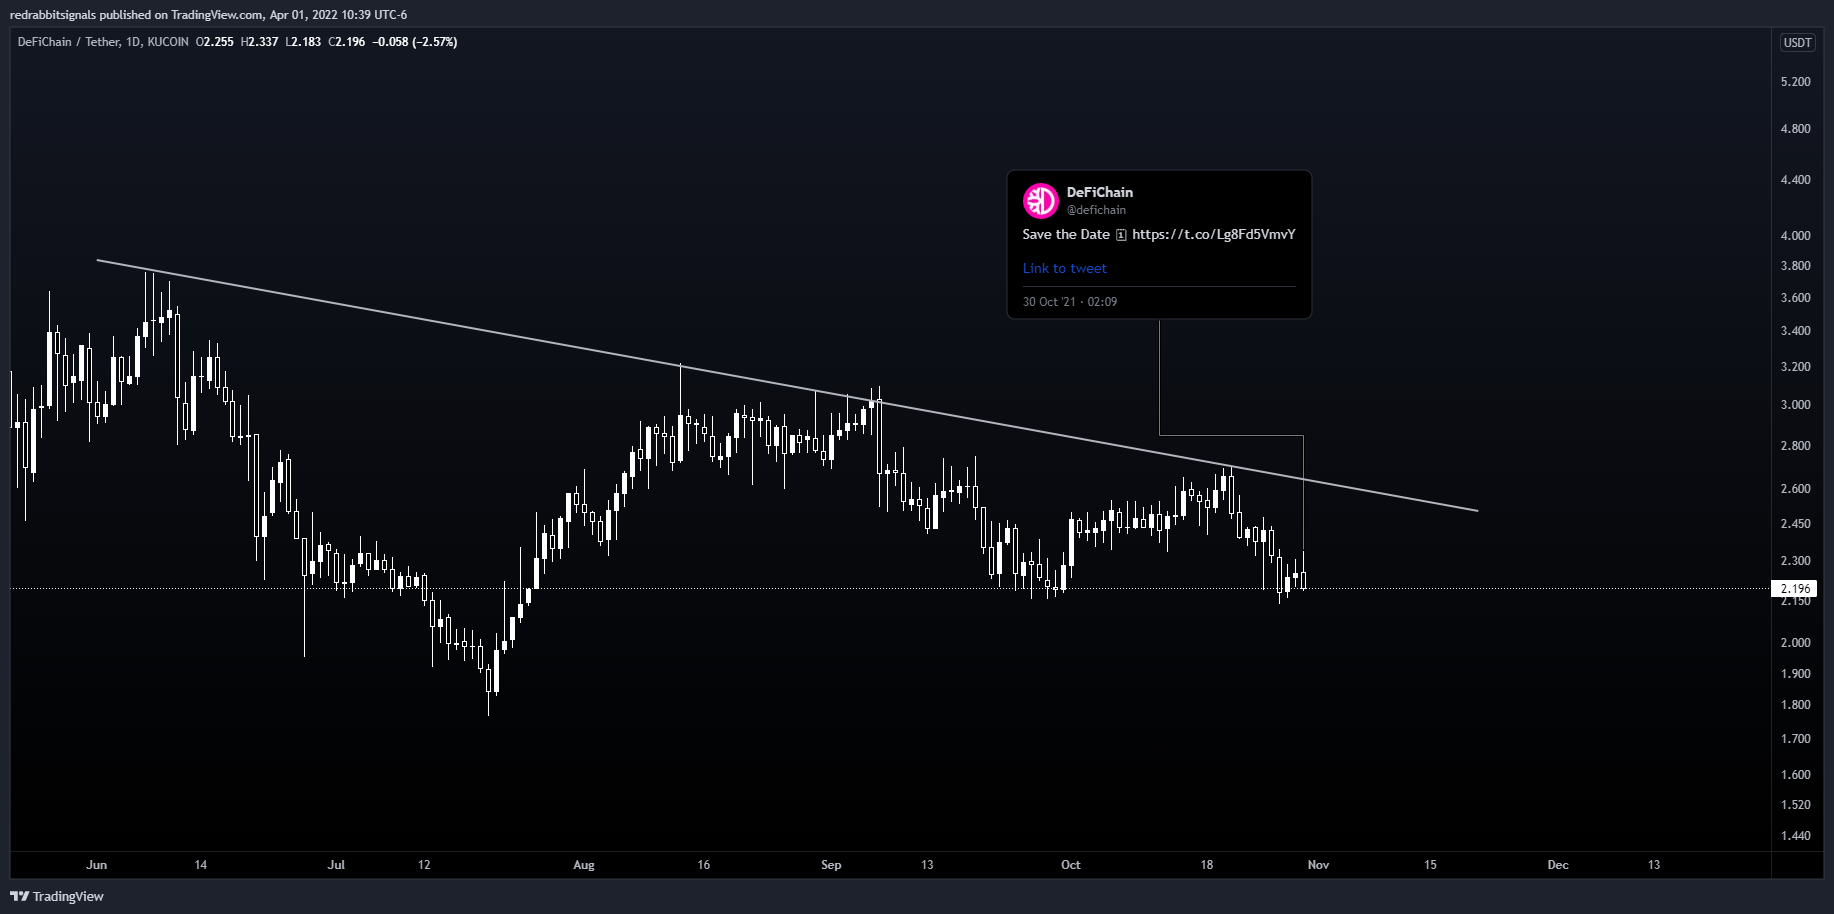 redrabbitsignals published on TradingView.com, Apr 01, 2022 10:39 UTC-6
DeFiChain / Tether, 1D, KUCOIN O2.255 H2.337 L2.183 C2.196 −0.058 (−2.57%)
USDT
5.200
4.800
4.400
4.000
3.800
3.600
3.400
3.200
3.000
2.800
2.600
2.450
2.300
2.196
2.150
2.000
1.900
1.800
1.700
1.600
1.520
1.440
DeFiChain
@defichain
Save the Date 🗓 https://t.co/Lg8Fd5VmvY
Link to tweet
30 Oct '21 · 02:09
Jun 14 Jul 12 Aug 16 Sep 13 Oct 18 Nov 15 Dec 13
TradingView